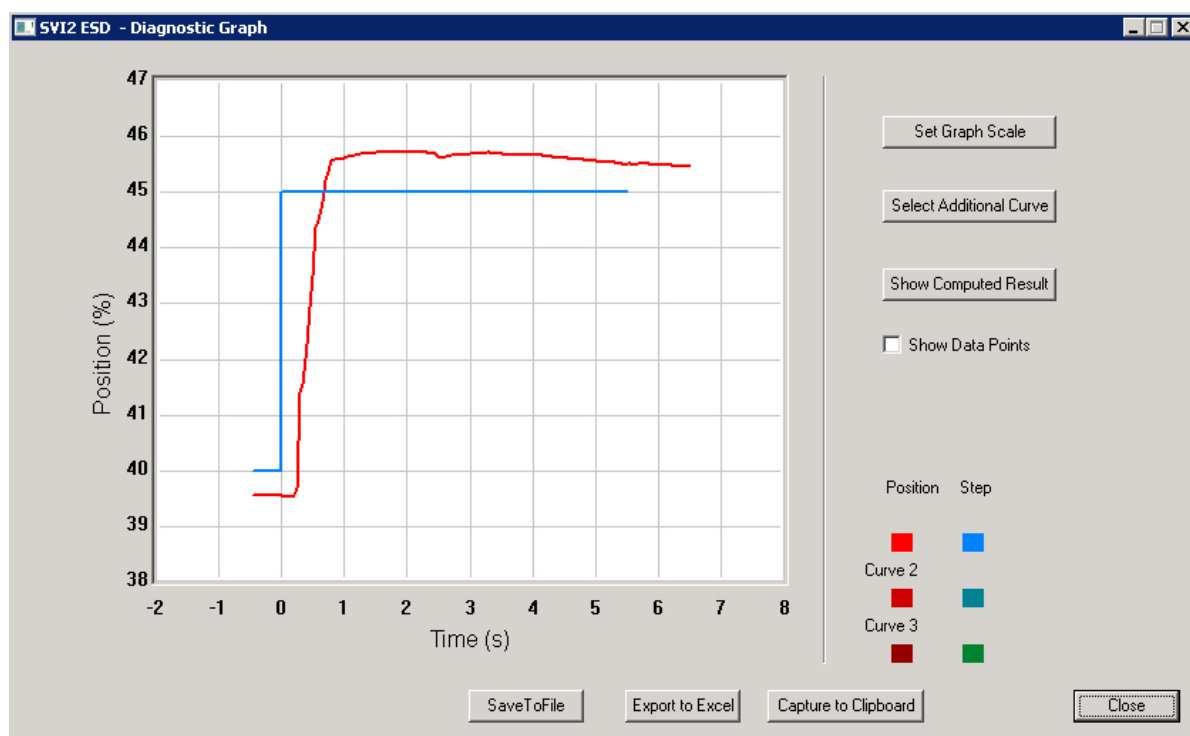 SVI2 ESD - Diagnostic Graph
47
46
45
44
43
42
41
40
39
38
Position (%)
-2 -1 0 1 2 3 4 5 6 7 8
Time (s)
Set Graph Scale
Select Additional Curve
Show Computed Result
Show Data Points
Position Step
Curve 2
Curve 3
SaveToFile Export to Excel Capture to Clipboard Close